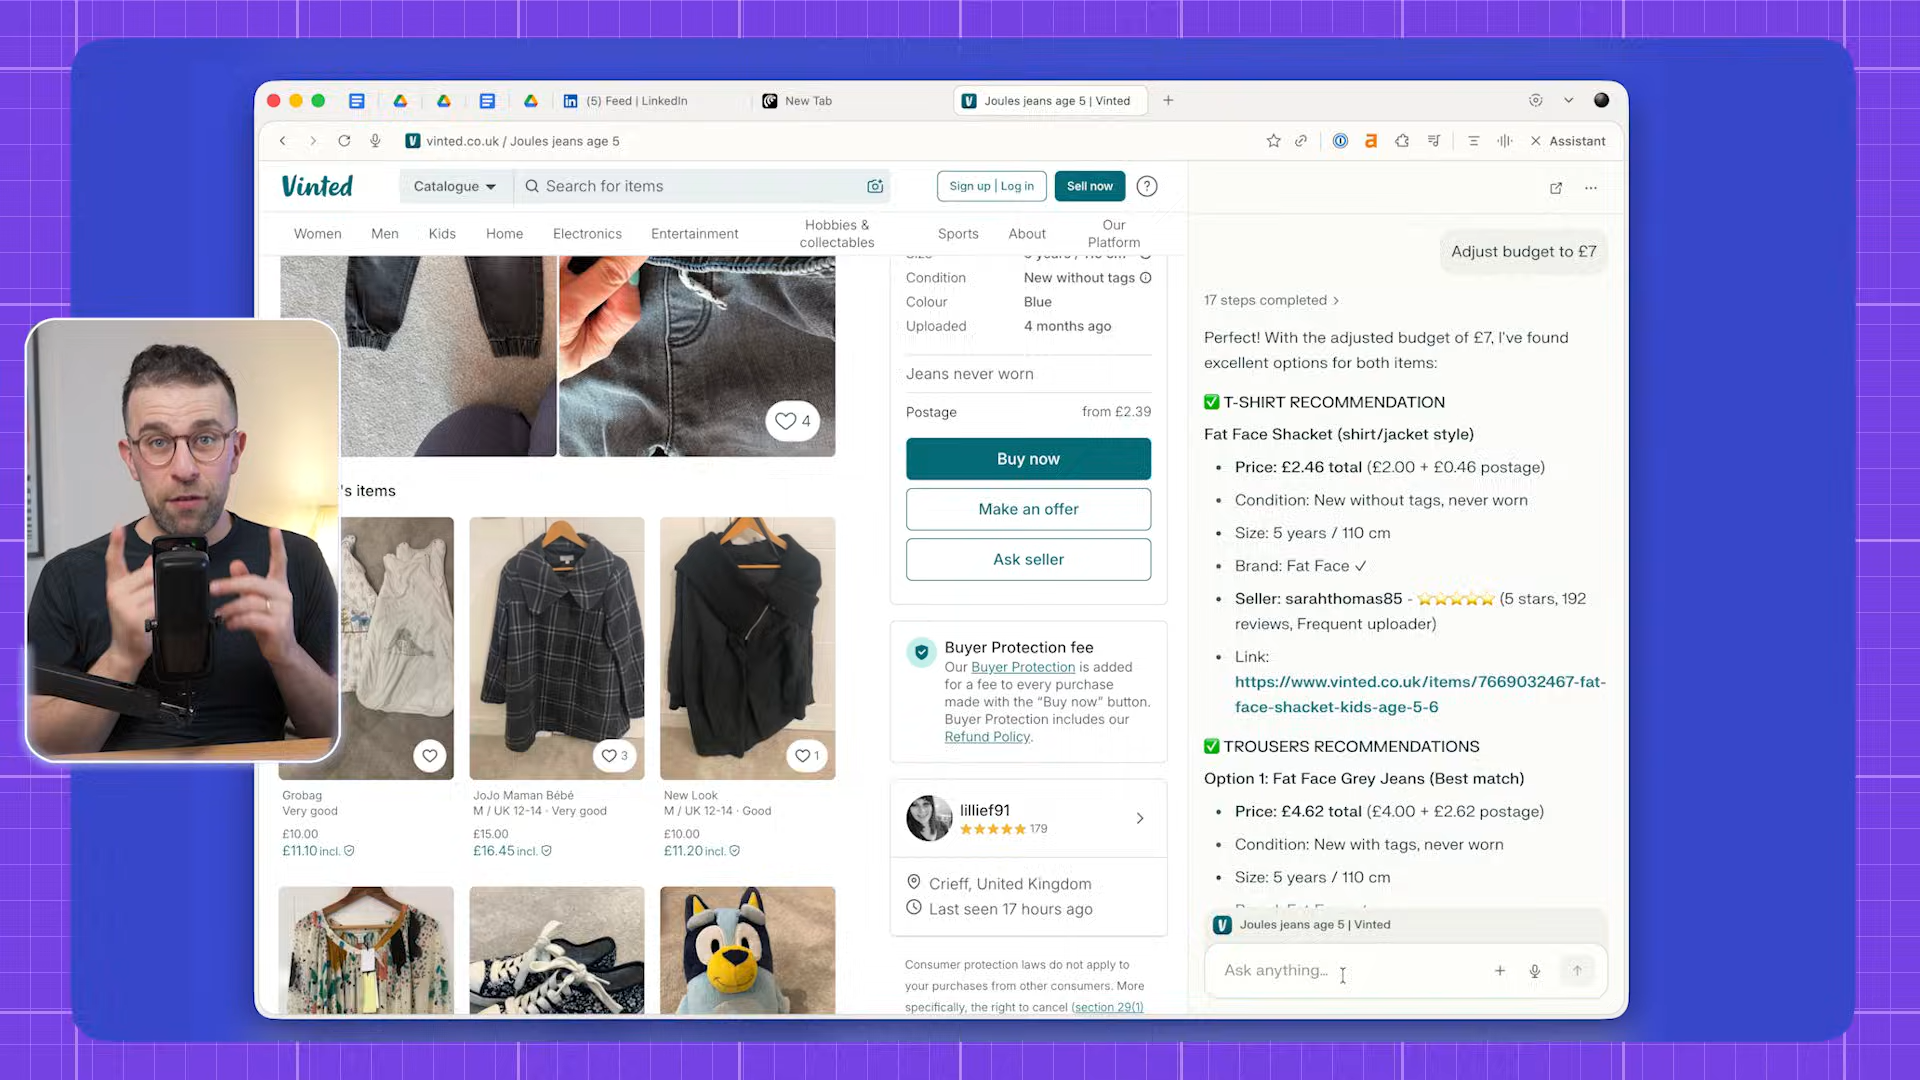 (5) Feed | LinkedIn
New Tab
Joules jeans age 5 | Vinted
vinted.co.uk / Joules jeans age 5
Assistant
Vinted
Catalogue
Search for items
Sign up | Log in
Sell now
Women
Men
Kids
Home
Electronics
Entertainment
Hobbies &
collectables
Sports
About
Our
Platform
4
's items
Grobag
Very good
£10.00
£11.10 incl.
3
JoJo Maman Bébé
M / UK 12-14 · Very good
£15.00
£16.45 incl.
1
New Look
M / UK 12-14 · Good
£10.00
£11.20 incl.
Condition
New without tags
Colour
Blue
Uploaded
4 months ago
Jeans never worn
Postage
from £2.39
Buy now
Make an offer
Ask seller
Buyer Protection fee
Our Buyer Protection is added
for a fee to every purchase
made with the “Buy now” button.
Buyer Protection includes our
Refund Policy.
lillief91
179
Crieff, United Kingdom
Last seen 17 hours ago
Consumer protection laws do not apply to
your purchases from other consumers. More
specifically, the right to cancel (section 29(1)
Adjust budget to £7
17 steps completed >
Perfect! With the adjusted budget of £7, I've found
excellent options for both items:
✅ T-SHIRT RECOMMENDATION
Fat Face Shacket (shirt/jacket style)
• Price: £2.46 total (£2.00 + £0.46 postage)
• Condition: New without tags, never worn
• Size: 5 years / 110 cm
• Brand: Fat Face ✓
• Seller: sarahthomas85 - ⭐⭐⭐⭐⭐ (5 stars, 192
reviews, Frequent uploader)
• Link:
https://www.vinted.co.uk/items/7669032467-fat-
face-shacket-kids-age-5-6
✅ TROUSERS RECOMMENDATIONS
Option 1: Fat Face Grey Jeans (Best match)
• Price: £4.62 total (£4.00 + £2.62 postage)
• Condition: New with tags, never worn
• Size: 5 years / 110 cm
Joules jeans age 5 | Vinted
Ask anything...